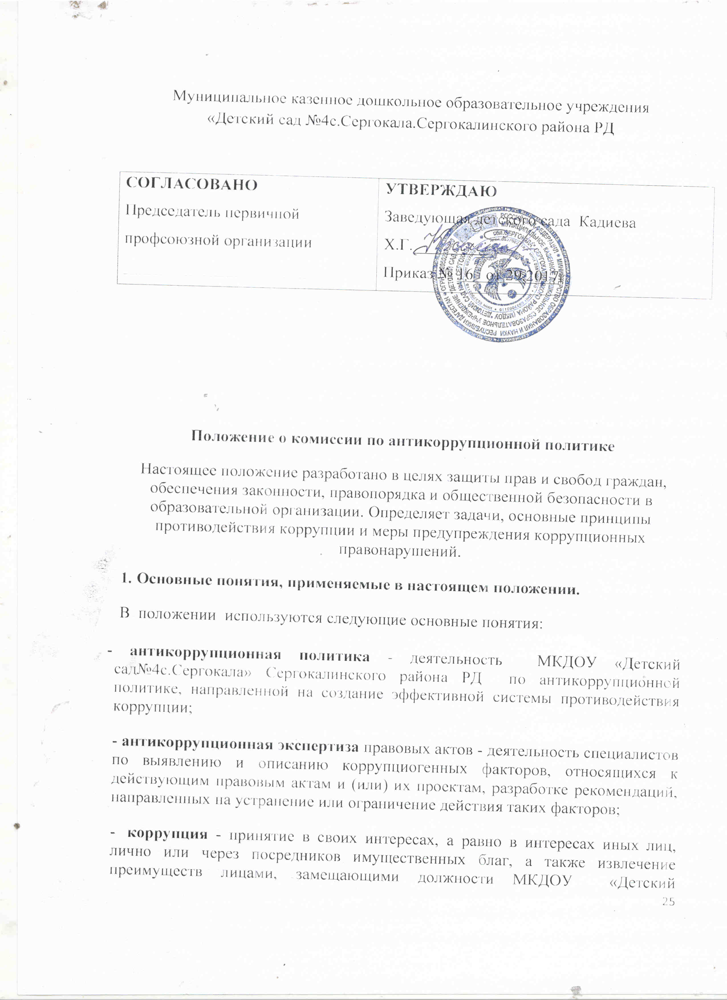 Муниципальное казенное дошкольное образовательное учреждения
«Детский сад №4с.Сергокала.Сергокалинского района РД
СОГЛАСОВАНО
Председатель первичной
профсоюзной организации
УТВЕРЖДАЮ
Заведующая детского сада Кадиева
Х.Г.
Приказ № 16 от 29.2017г
Положение о комиссии по антикоррупционной политике
Настоящее положение разработано в целях защиты прав и свобод граждан,
обеспечения законности, правопорядка и общественной безопасности в
образовательной организации. Определяет задачи, основные принципы
противодействия коррупции и меры предупреждения коррупционных
правонарушений.
1. Основные понятия, применяемые в настоящем положении.
В положении используются следующие основные понятия:
- антикоррупционная политика - деятельность МКДОУ «Детский
сад№4с.Сергокала» Сергокалинского района РД по антикоррупционной
политике, направленной на создание эффективной системы противодействия
коррупции;
- антикоррупционная экспертиза правовых актов - деятельность специалистов
по выявлению и описанию коррупциогенных факторов, относящихся к
действующим правовым актам и (или) их проектам, разработке рекомендаций,
направленных на устранение или ограничение действия таких факторов;
- коррупция - принятие в своих интересах, а равно в интересах иных лиц,
лично или через посредников имущественных благ, а также извлечение
преимуществ лицами, замещающими должности МКДОУ «Детский
25